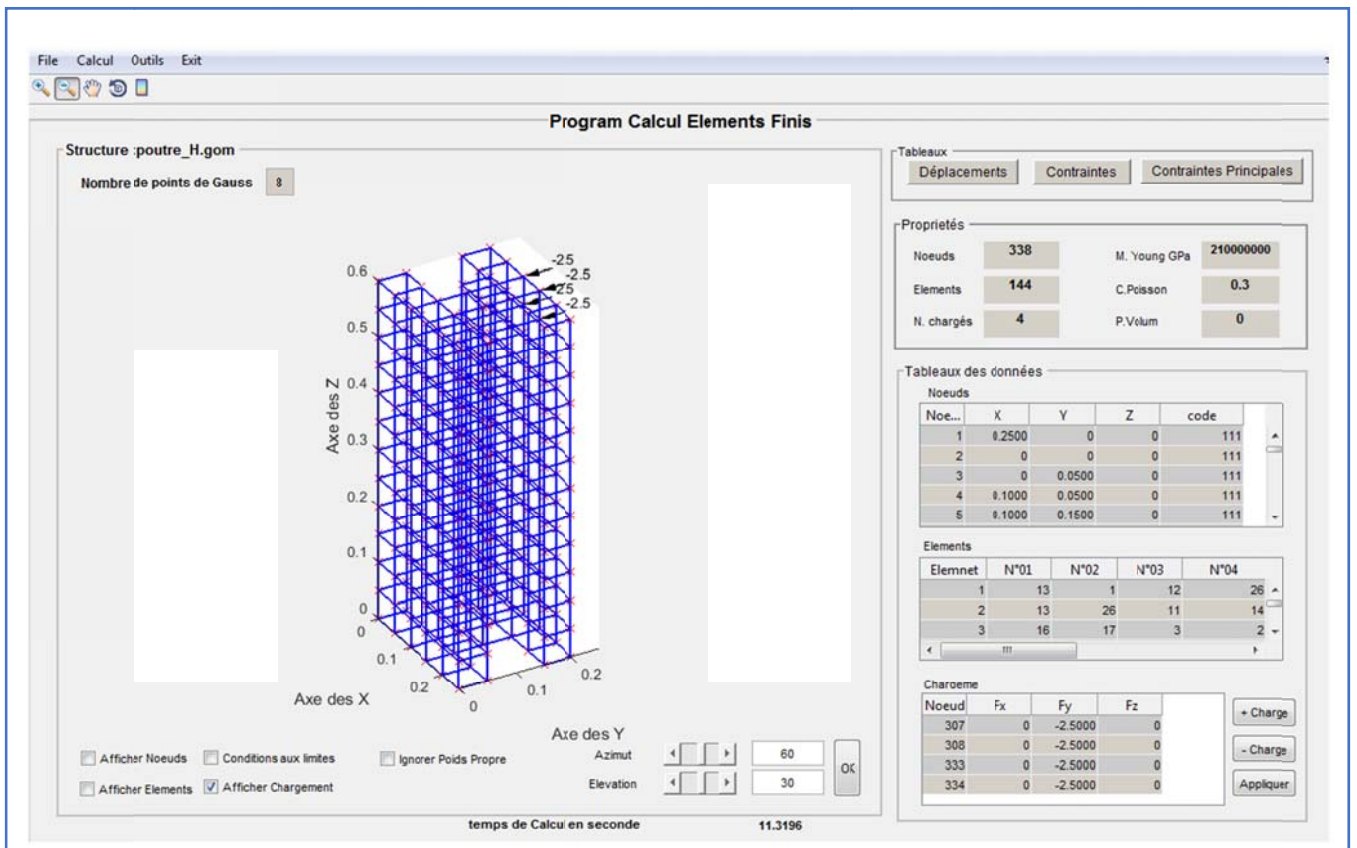 File Calcul Outils Exit
Program Calcul Elements Finis
Structure :poutre_H.gom
Nombre de points de Gauss 8
-25
-2.5
-25
-2.5
0.6
0.5
0.4
0.3
0.2
0.1
0
Axe des Z
0
0.1
0.2
Axe des X
0
0.1
0.2
Axe des Y
Afficher Noeuds Conditions aux limites Ignorer Poids Propre Azimut 60
Afficher Elements Afficher Chargement Elevation 30
OK
temps de Calcul en seconde 11.3196
Tableaux
Déplacements Contraintes Contraintes Principales
Proprietés
Noeuds 338 M. Young GPa 210000000
Elements 144 C.Poisson 0.3
N. chargés 4 P.Volum 0
Tableaux des données
Noeuds
Noe... X Y Z code
1 0.2500 0 0 111
2 0 0 0 111
3 0 0.0500 0 111
4 0.1000 0.0500 0 111
5 0.1000 0.1500 0 111
Elements
Elemnet N°01 N°02 N°03 N°04
1 13 1 12 26
2 13 26 11 14
3 16 17 3 2
Chargeme
Noeud Fx Fy Fz
307 0 -2.5000 0
308 0 -2.5000 0
333 0 -2.5000 0
334 0 -2.5000 0
+ Charge
- Charge
Appliquer